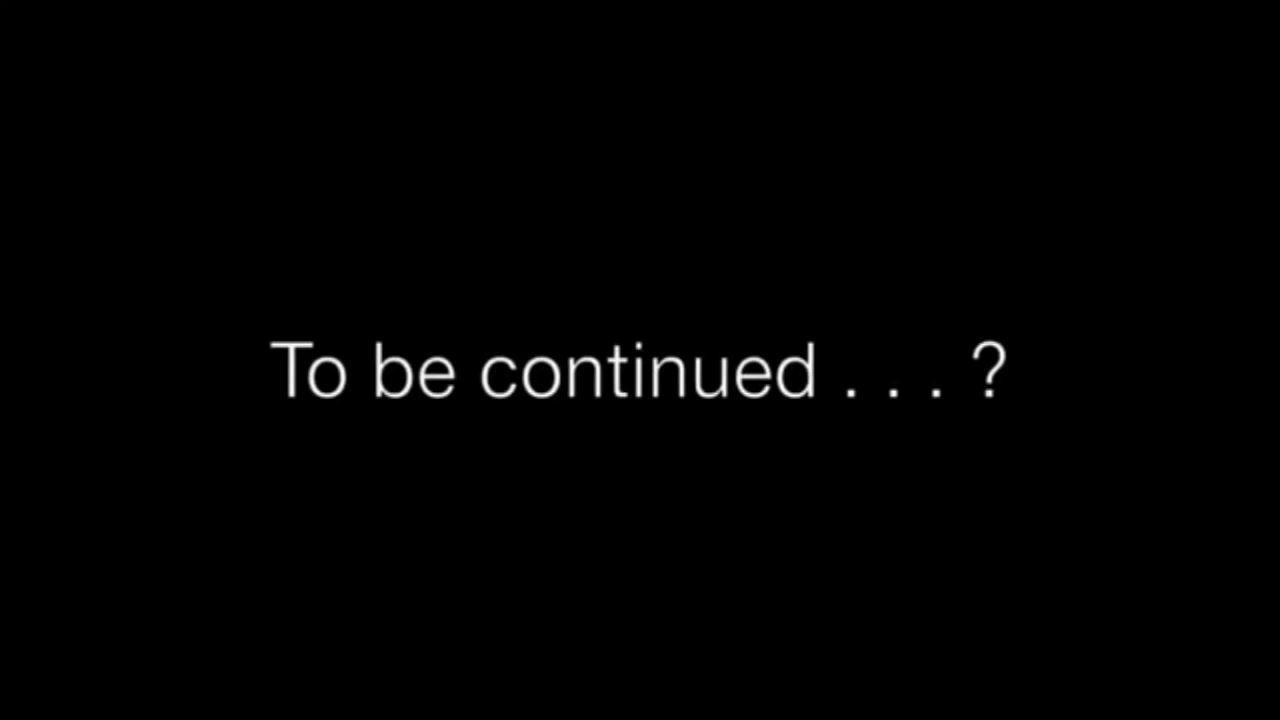 To be continued . . . ?